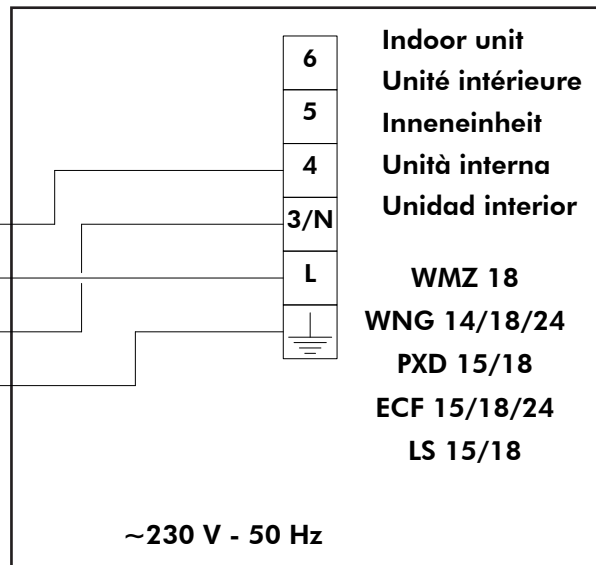 6
5
4
3/N
L
Indoor unit
Unité intérieure
Inneneinheit
Unità interna
Unidad interior
WMZ 18
WNG 14/18/24
PXD 15/18
ECF 15/18/24
LS 15/18
~230 V - 50 Hz